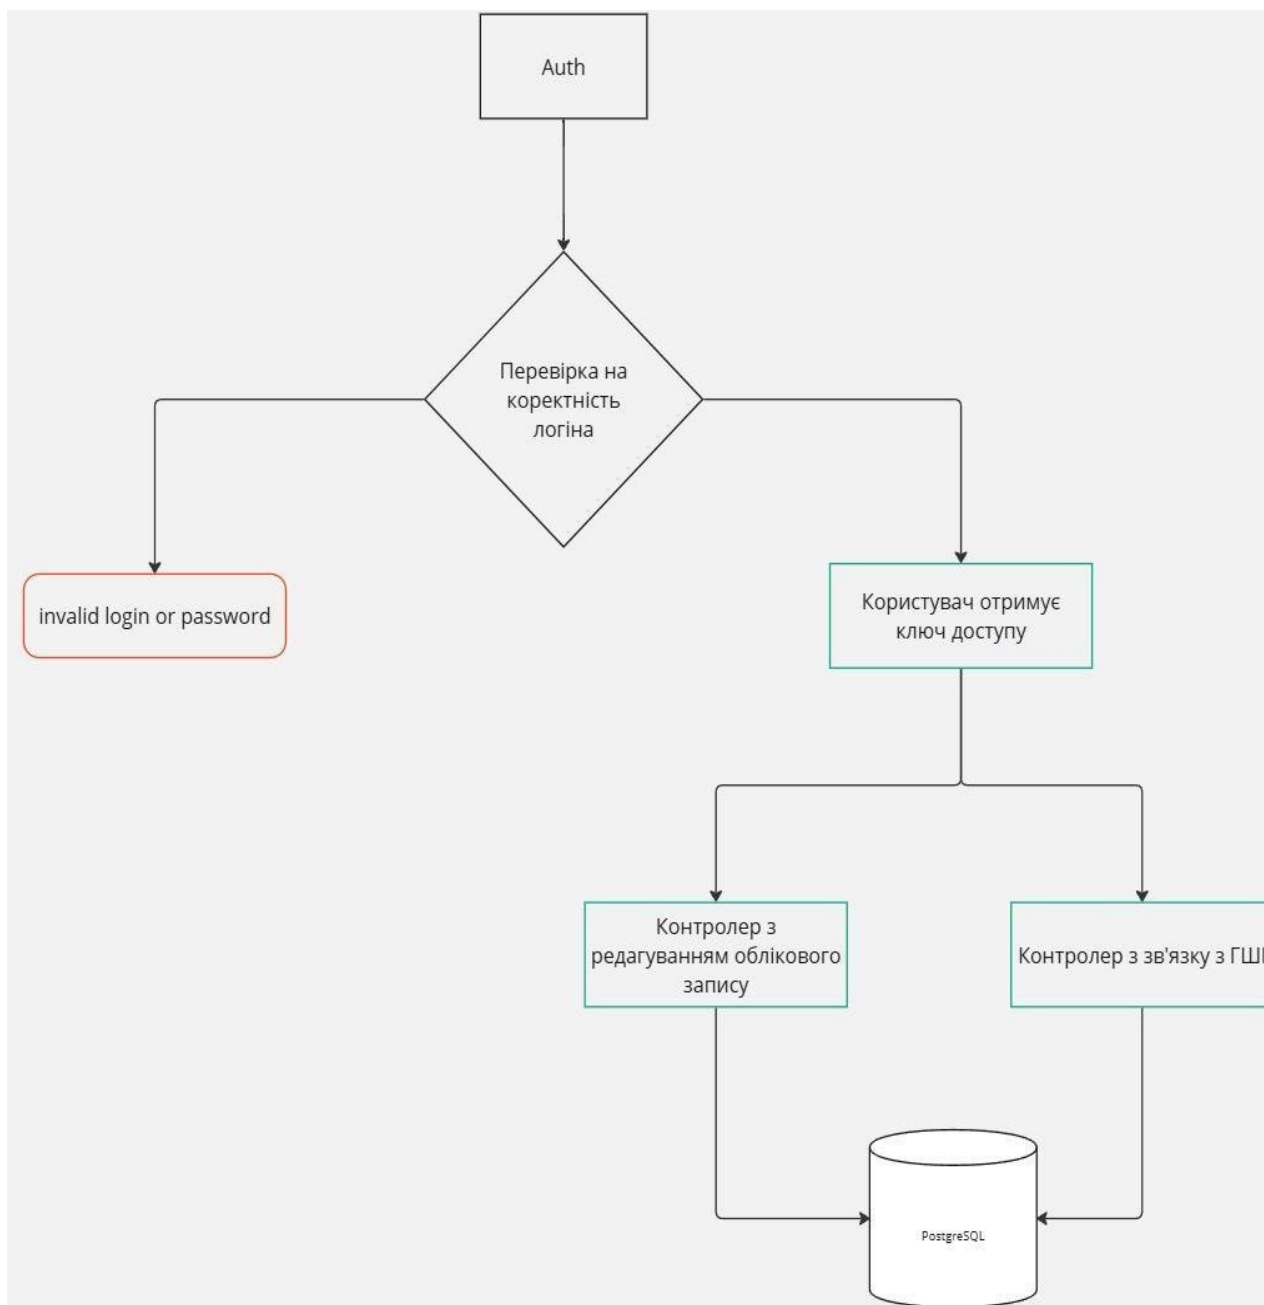 Auth
Перевірка на
коректність
логіна
invalid login or password
Користувач отримує
ключ доступу
Контролер з
редагуванням облікового
запису
Контролер з зв'язку з
PostgreSQL